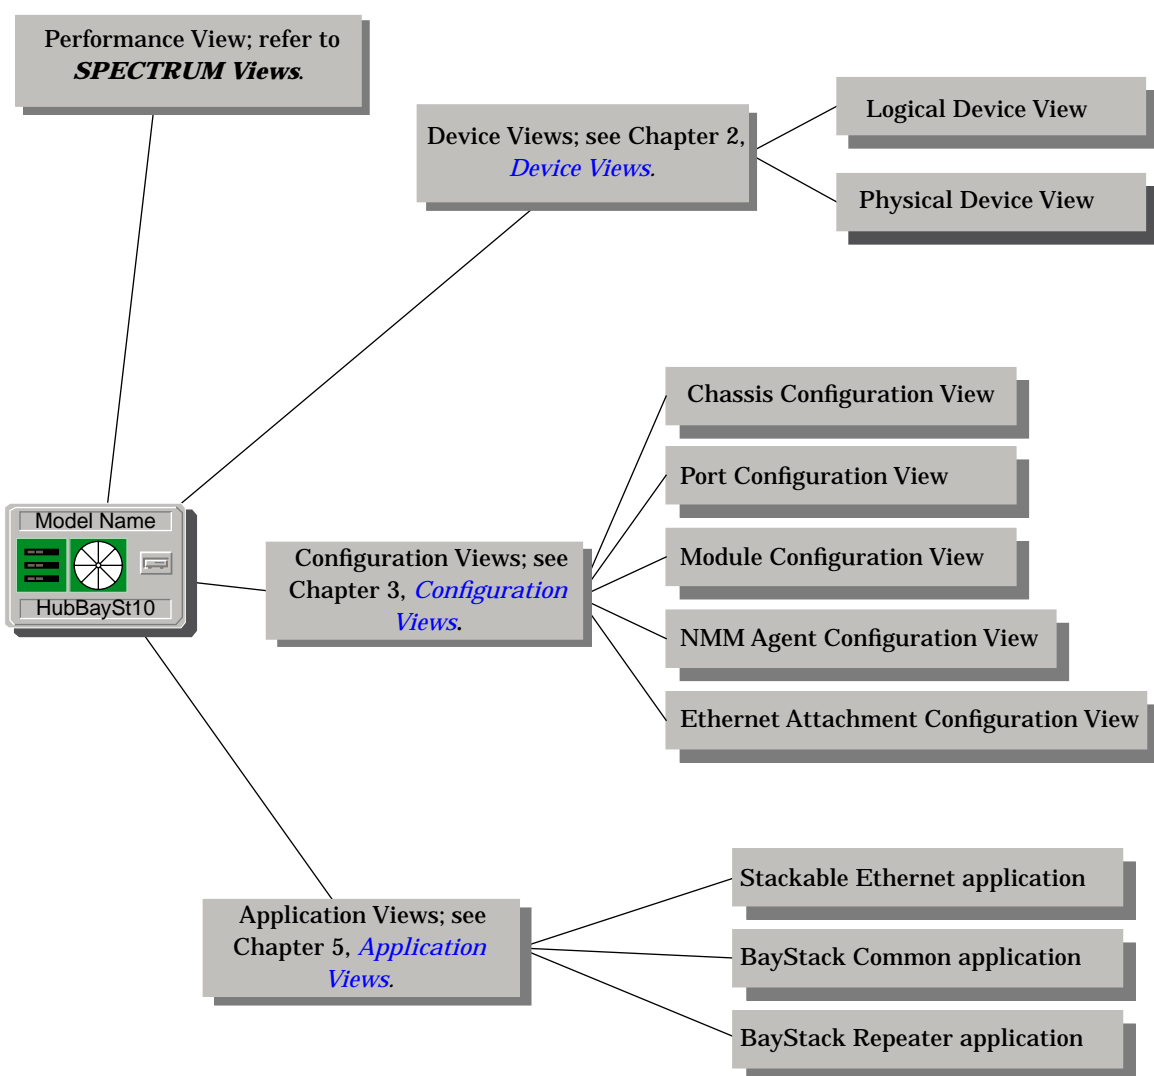 Performance View; refer to
SPECTRUM Views.
Device Views; see Chapter 2,
Device Views.
Logical Device View
Physical Device View
Chassis Configuration View
Port Configuration View
Module Configuration View
NMM Agent Configuration View
Ethernet Attachment Configuration View
Model Name
HubBaySt10
Configuration Views; see
Chapter 3, Configuration
Views.
Application Views; see
Chapter 5, Application
Views.
Stackable Ethernet application
BayStack Common application
BayStack Repeater application